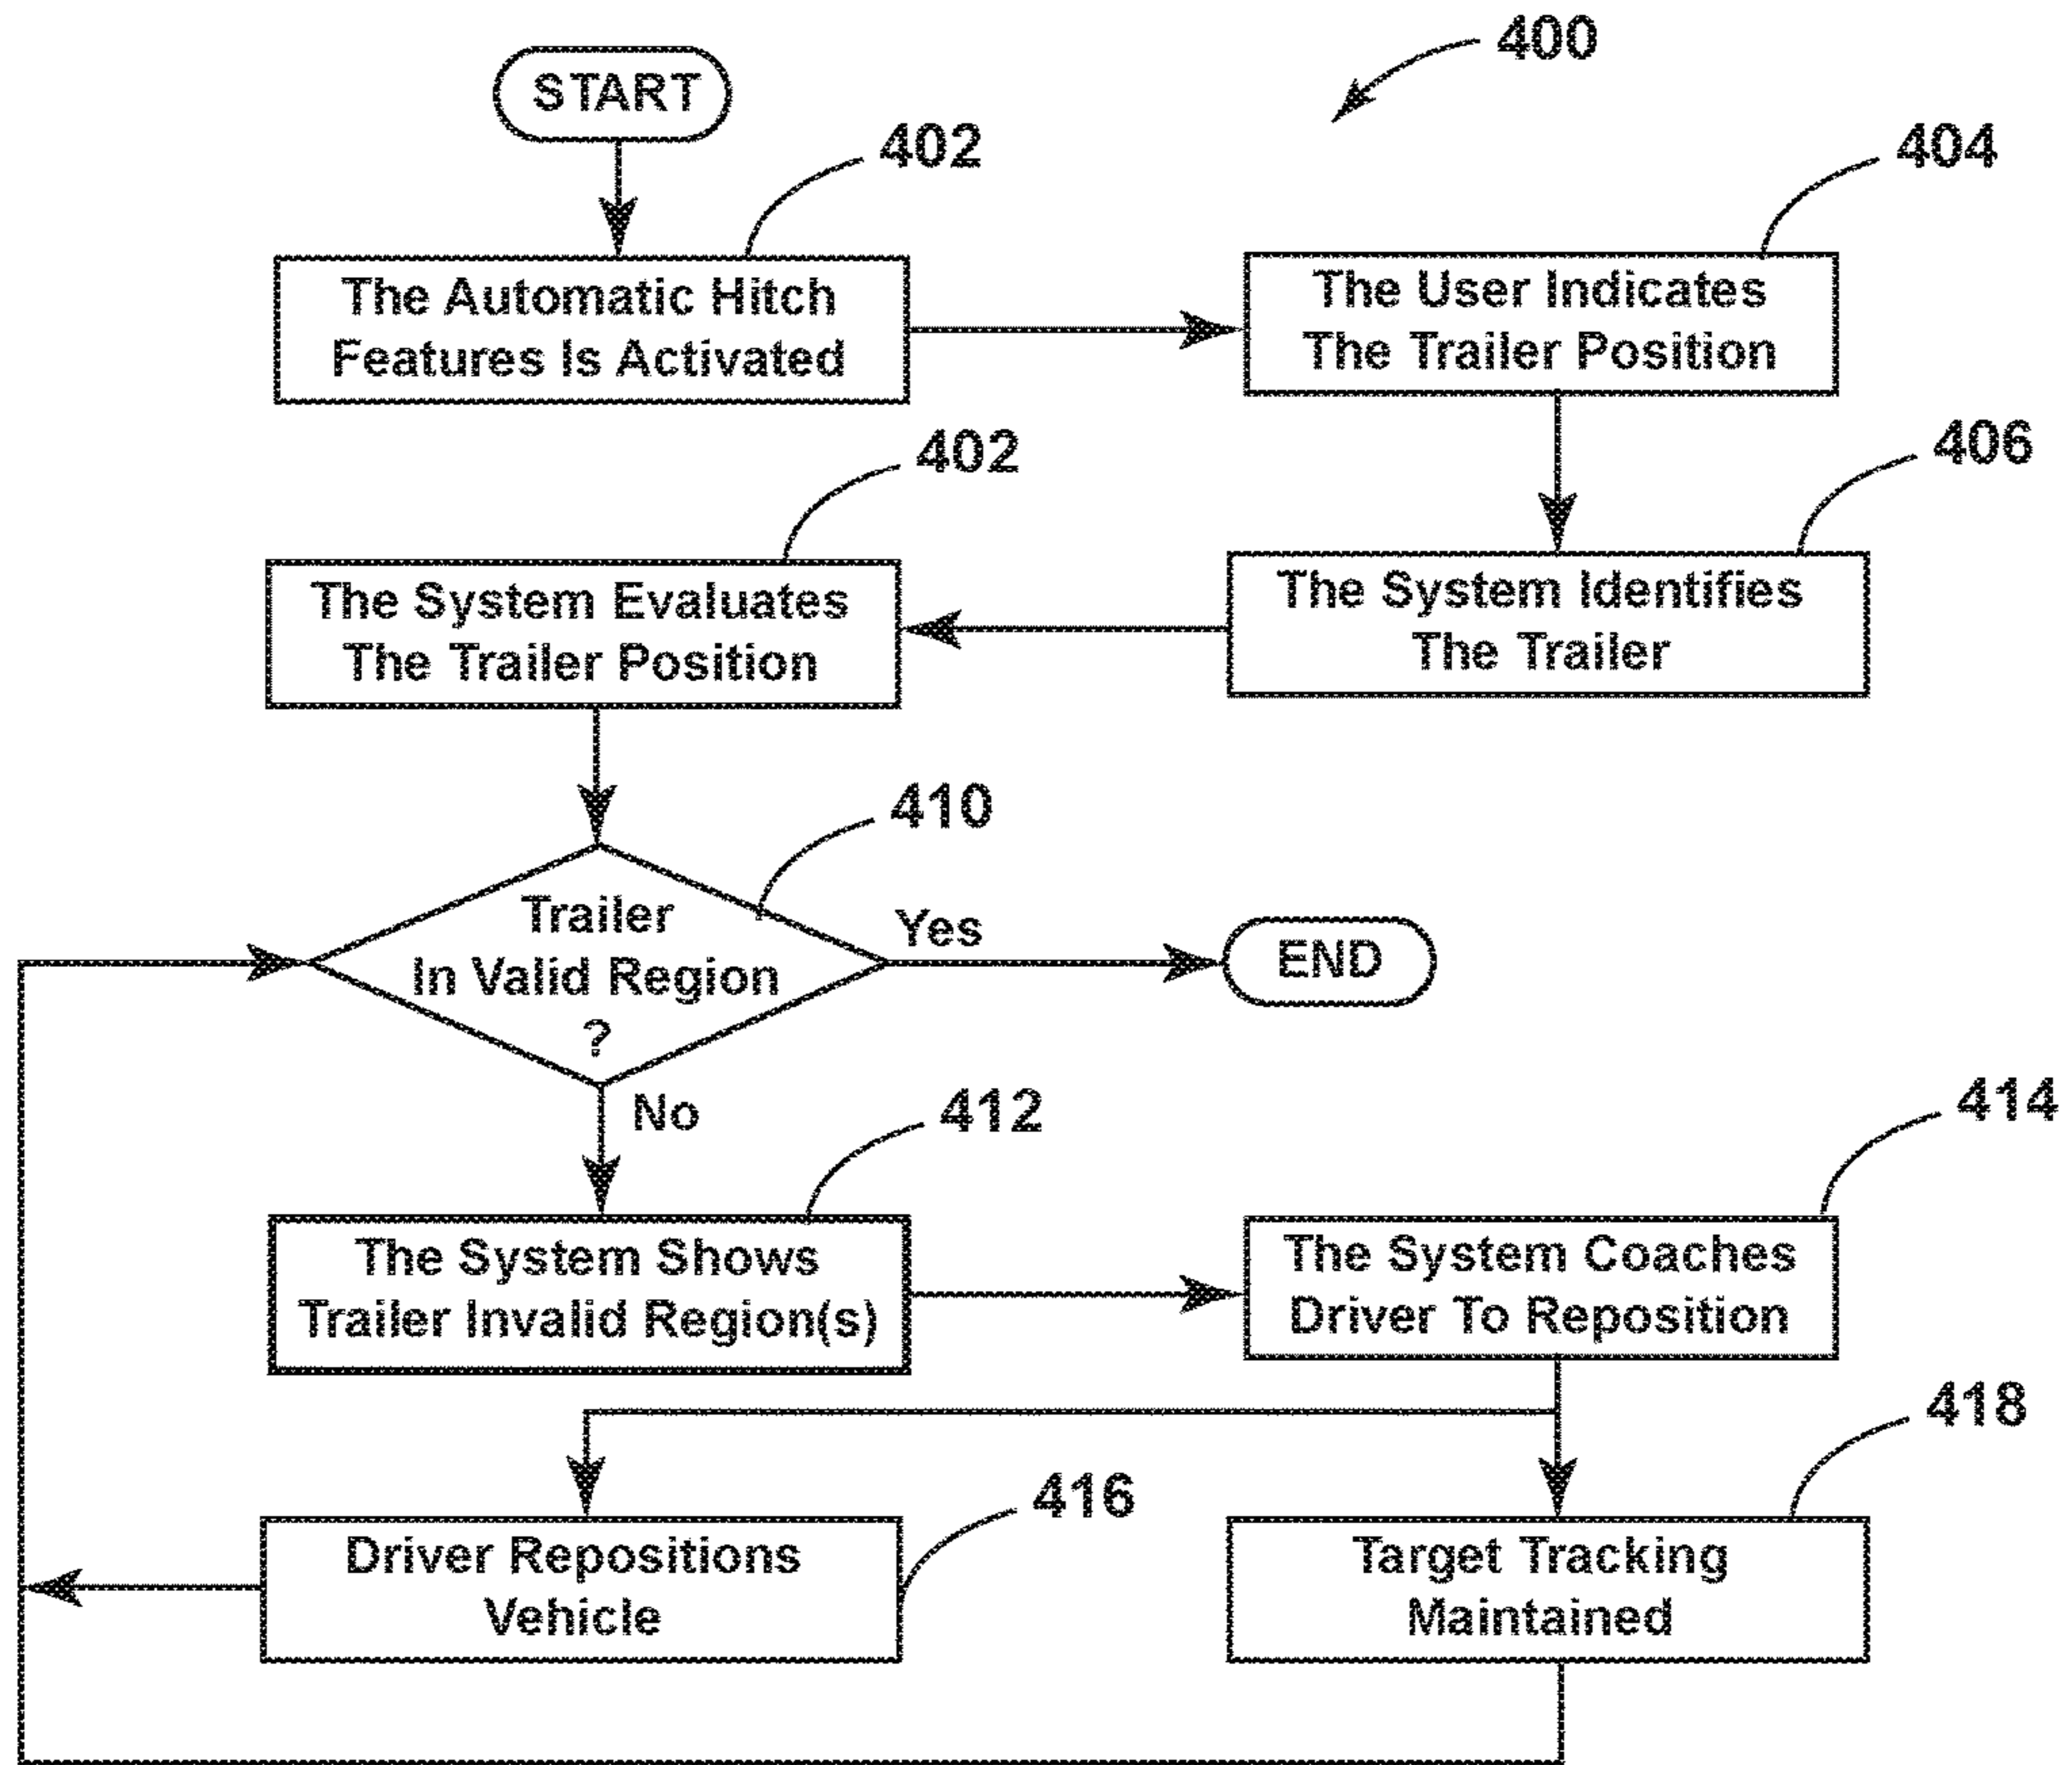 400
START
402
404
The Automatic Hitch
Features Is Activated
The User Indicates
The Trailer Position
402
406
The System Evaluates
The Trailer Position
The System Identifies
The Trailer
410
Trailer
In Valid Region
?
Yes
END
No
412
414
The System Shows
Trailer Invalid Region(s)
The System Coaches
Driver To Reposition
416
418
Driver Repositions
Vehicle
Target Tracking
Maintained